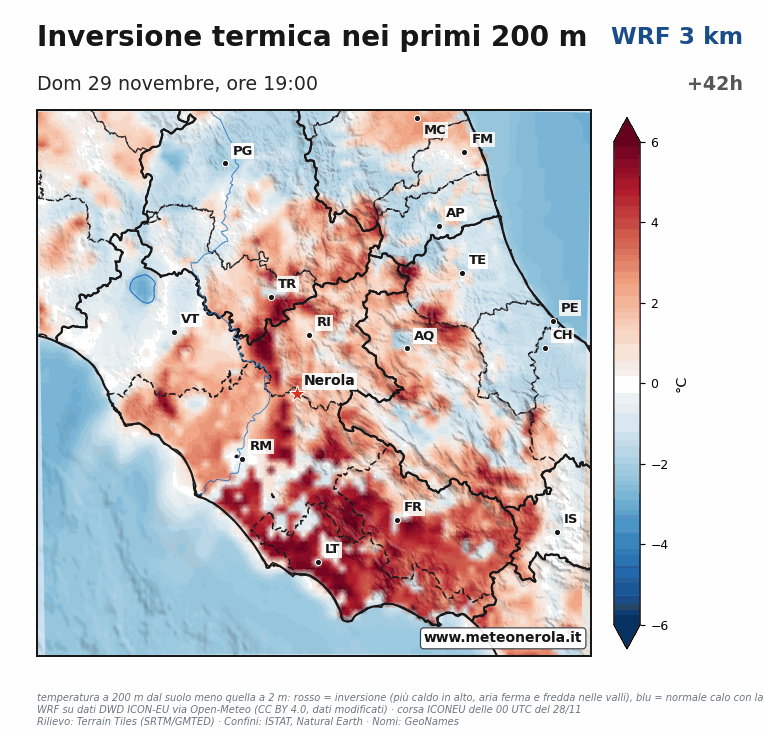 Inversione termica nei primi 200 m
WRF 3 km
Dom 29 novembre, ore 19:00
+42h
MC
FM
PG
AP
TE
TR
PE
VT
RI
AQ
CH
Nerola
RM
FR
IS
LT
www.meteonerola.it
6
4
2
0
−2
−4
−6
°C
temperatura a 200 m dal suolo meno quella a 2 m: rosso = inversione (più caldo in alto, aria ferma e fredda nelle valli), blu = normale calo con la
WRF su dati DWD ICON-EU via Open-Meteo (CC BY 4.0, dati modificati) · corsa ICONEU delle 00 UTC del 28/11
Rilievo: Terrain Tiles (SRTM/GMTED) · Confini: ISTAT, Natural Earth · Nomi: GeoNames